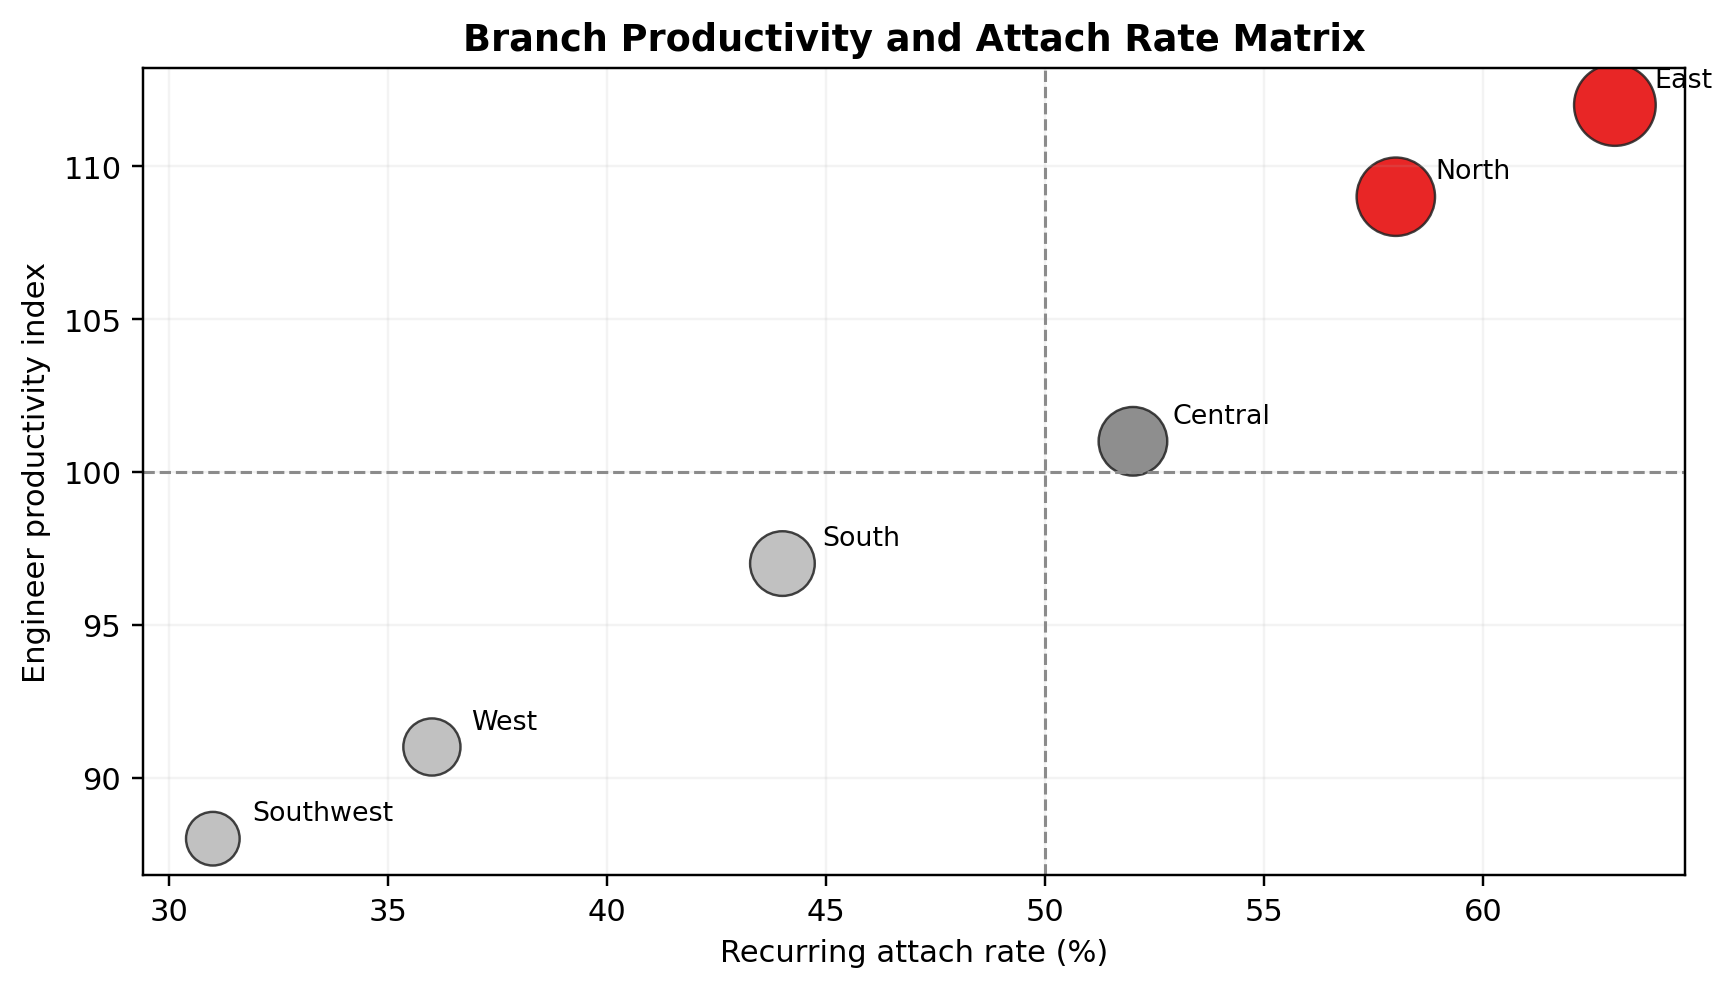 Branch Productivity and Attach Rate Matrix
East
110
North
105
Engineer productivity index
Central
100
South
95
West
90
Southwest
30 35 40 45 50 55 60
Recurring attach rate (%)